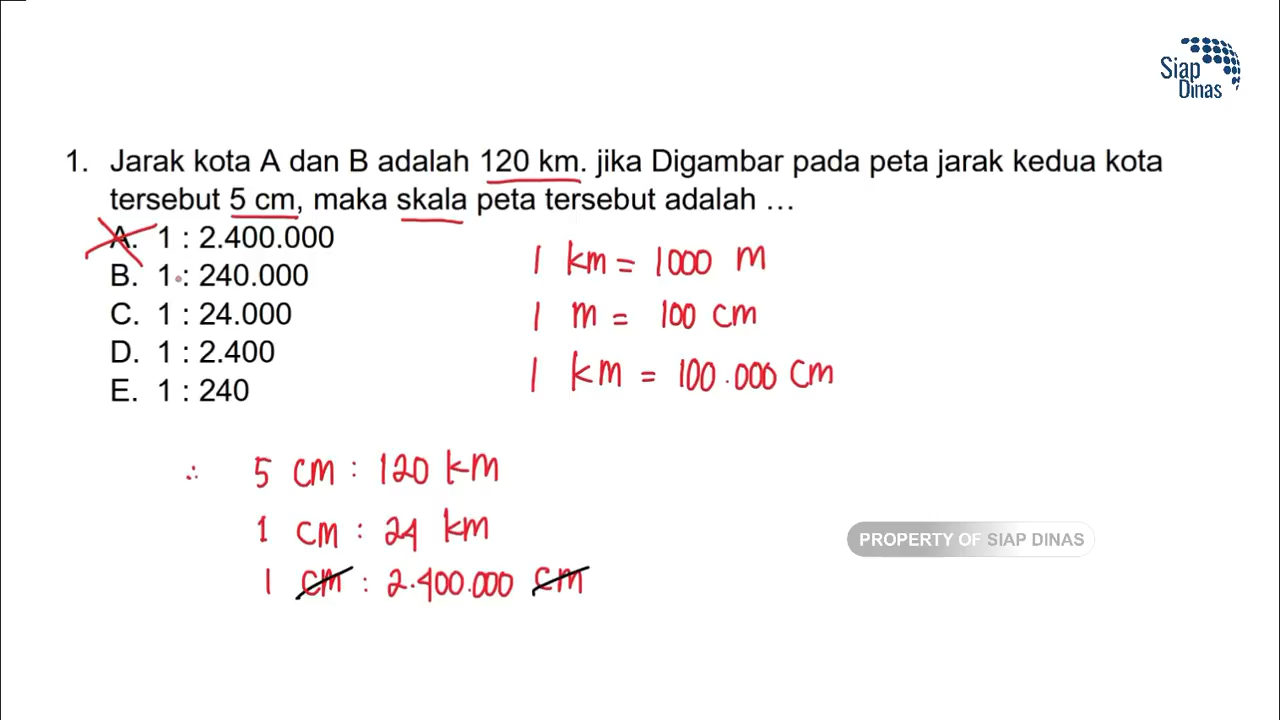 Siap
Dinas
1. Jarak kota A dan B adalah 120 km. jika Digambar pada peta jarak kedua kota
tersebut 5 cm, maka skala peta tersebut adalah ...
A. 1 : 2.400.000
B. 1 : 240.000
C. 1 : 24.000
D. 1 : 2.400
E. 1 : 240
1 km = 1000 m
1 m = 100 cm
1 km = 100.000 cm
∴ 5 cm : 120 km
1 cm : 24 km
1 cm : 2.400.000 cm
PROPERTY OF SIAP DINAS